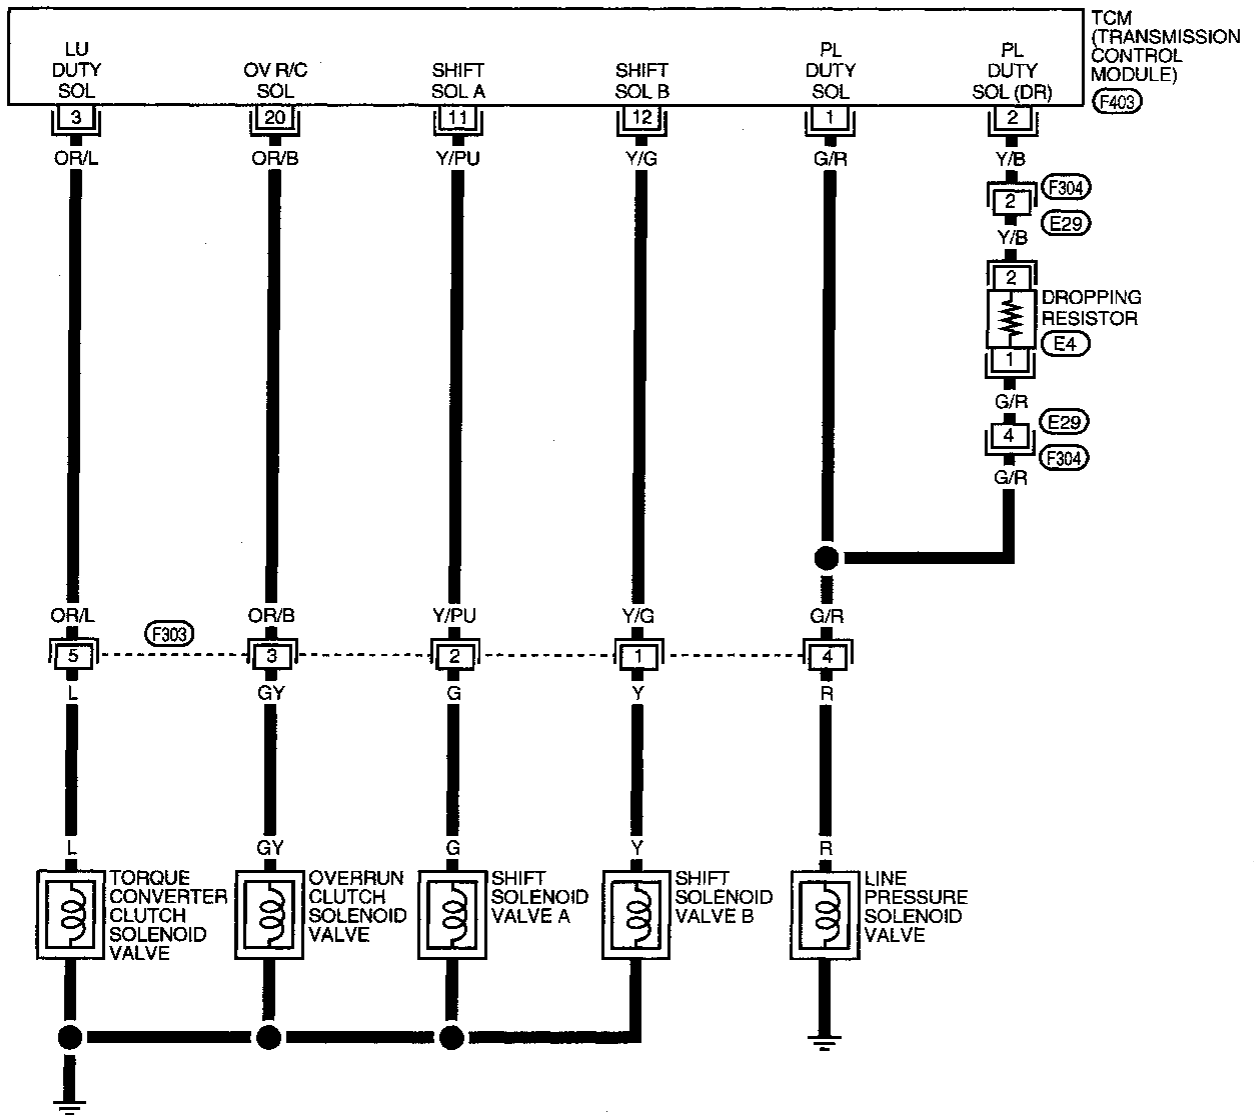 TCM
(TRANSMISSION
CONTROL
MODULE)
F403
LU
DUTY
SOL
OV R/C
SOL
SHIFT
SOL A
SHIFT
SOL B
PL
DUTY
SOL
PL
DUTY
SOL (DR)
3
20
11
12
1
2
OR/L
OR/B
Y/PU
Y/G
G/R
Y/B
F304
2
E29
Y/B
2
DROPPING
RESISTOR
E4
1
G/R
E29
4
F304
G/R
OR/L
OR/B
Y/PU
Y/G
G/R
F303
5
3
2
1
4
L
GY
G
Y
R
L
GY
G
Y
R
TORQUE
CONVERTER
CLUTCH
SOLENOID
VALVE
OVERRUN
CLUTCH
SOLENOID
VALVE
SHIFT
SOLENOID
VALVE A
SHIFT
SOLENOID
VALVE B
LINE
PRESSURE
SOLENOID
VALVE